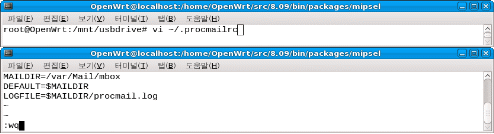 OpenWrt:localhost:/home/OpenWrt/src/8.09/bin/packages/mipsel
파일(F) 편집(E) 보기(V) 터미널(T) 탭(B) 도움말(H)
root@OpenWrt:/mnt/usbdrive# vi ~/.procmailrc
OpenWrt:localhost:/home/OpenWrt/src/8.09/bin/packages/mipsel
파일(F) 편집(E) 보기(V) 터미널(T) 탭(B) 도움말(H)
MAILDIR=/var/Mail/mbox
DEFAULT=$MAILDIR
LOGFILE=$MAILDIR/procmail.log
~
~
:wq